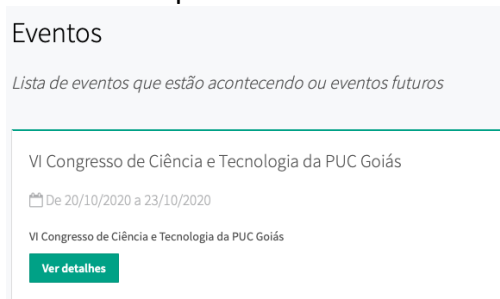 Eventos
Lista de eventos que estão acontecendo ou eventos futuros
VI Congresso de Ciência e Tecnologia da PUC Goiás
De 20/10/2020 a 23/10/2020
VI Congresso de Ciência e Tecnologia da PUC Goiás
Ver detalhes